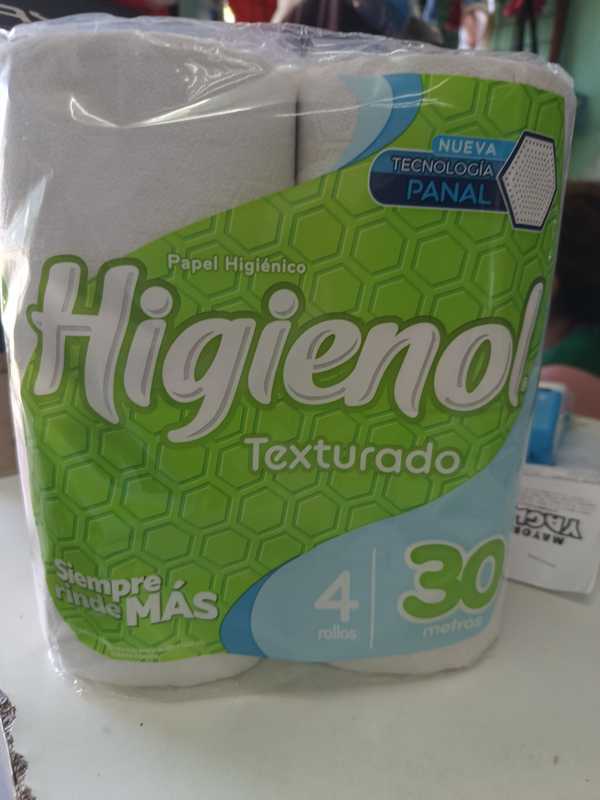 NUEVA
TECNOLOGÍA
PANAL
Papel Higiénico
Higienol
Texturado
Siempre
rinde MÁS
4
rollos
30
metros